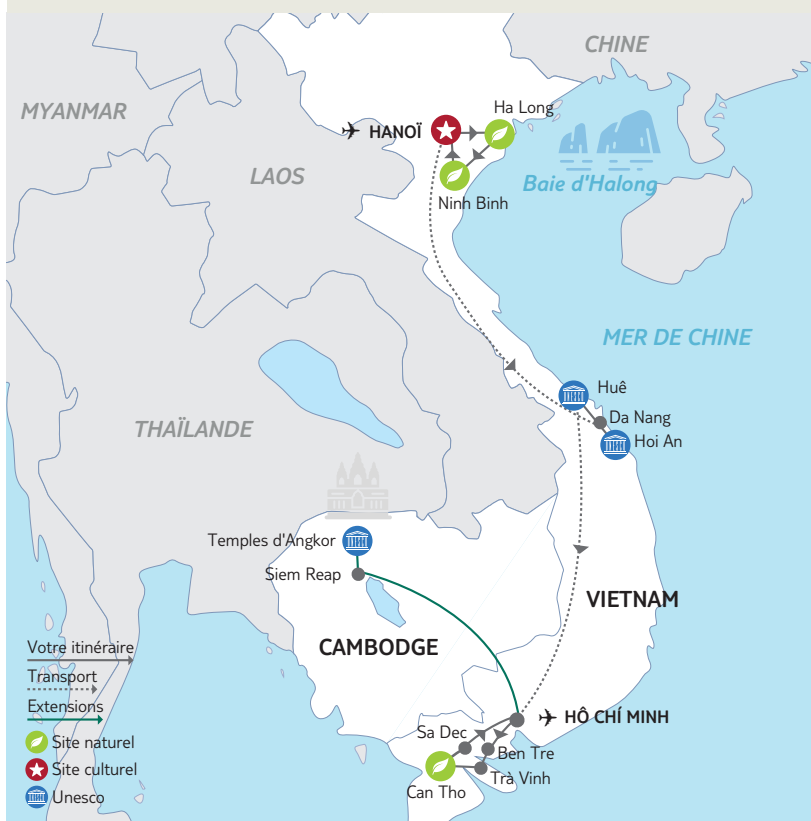 CHINE
MYANMAR
Ha Long
HANOÏ
LAOS
Baie d'Halong
Ninh Binh
MER DE CHINE
Huê
Da Nang
THAÏLANDE
Hoi An
Temples d'Angkor
Siem Reap
VIETNAM
CAMBODGE
Votre itinéraire
Transport
Extensions
HÔ CHÍ MINH
Sa Dec
Site naturel
Ben Tre
Site culturel
Trà Vinh
Can Tho
Unesco